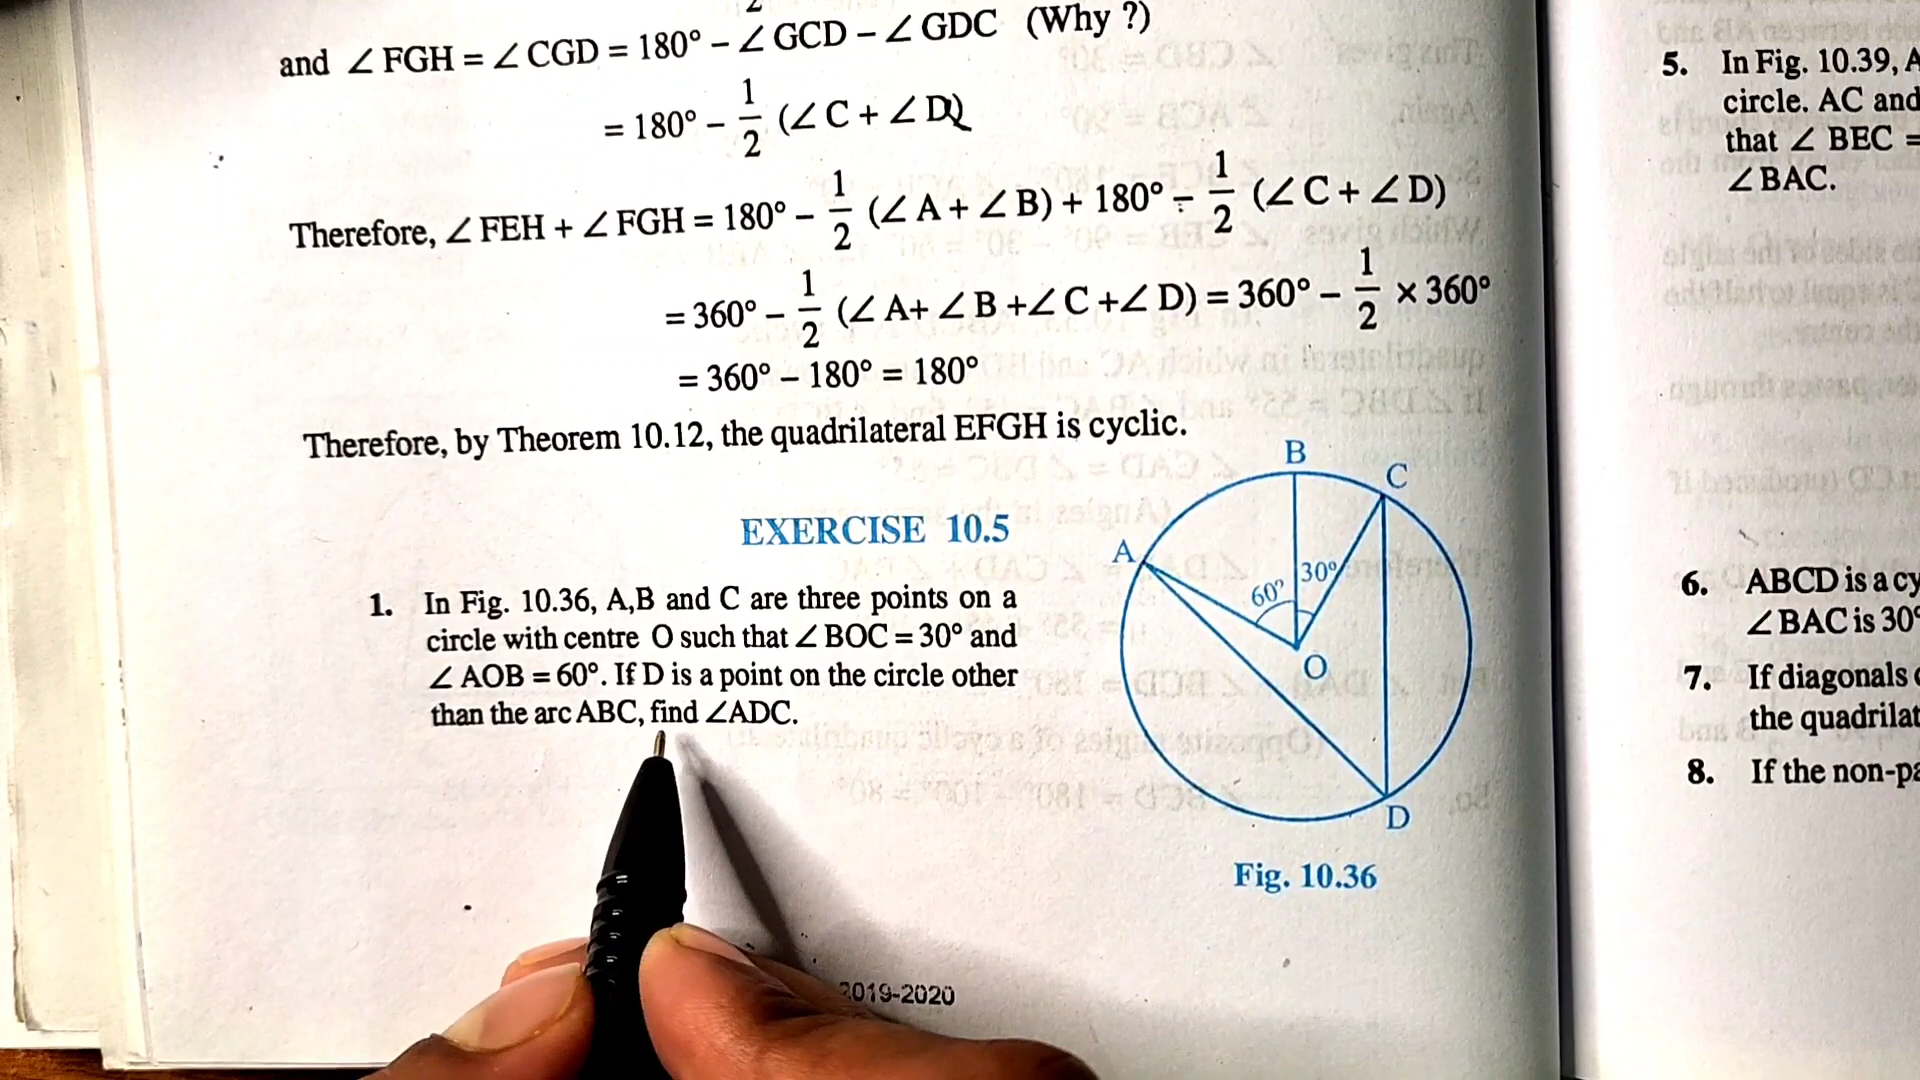 and ∠ FGH = ∠ CGD = 180° – ∠ GCD – ∠ GDC (Why ?)
= 180° – 1/2 (∠ C + ∠ D)
Therefore, ∠ FEH + ∠ FGH = 180° – 1/2 (∠ A + ∠ B) + 180° – 1/2 (∠ C + ∠ D)
= 360° – 1/2 (∠ A+ ∠ B +∠ C +∠ D) = 360° – 1/2 × 360°
= 360° – 180° = 180°
Therefore, by Theorem 10.12, the quadrilateral EFGH is cyclic.
EXERCISE 10.5
1. In Fig. 10.36, A,B and C are three points on a
circle with centre O such that ∠ BOC = 30° and
∠ AOB = 60°. If D is a point on the circle other
than the arc ABC, find ∠ADC.
B
C
A
60°
30°
O
D
Fig. 10.36
2019-2020
5. In Fig. 10.39, A
circle. AC and
that ∠ BEC =
∠ BAC.
6. ABCD is a cy
∠ BAC is 30°
7. If diagonals
the quadrilat
8. If the non-pa